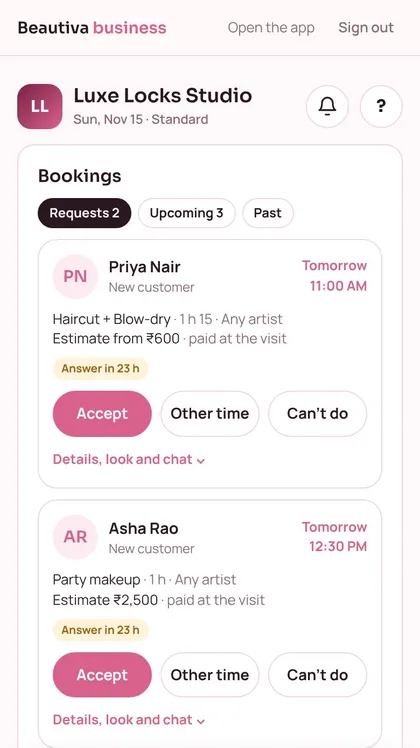 Beautiva business
Open the app
Sign out
LL
Luxe Locks Studio
Sun, Nov 15 · Standard
?
Bookings
Requests 2
Upcoming 3
Past
PN
Priya Nair
New customer
Tomorrow
11:00 AM
Haircut + Blow-dry · 1 h 15 · Any artist
Estimate from ₹600 · paid at the visit
Answer in 23 h
Accept
Other time
Can't do
Details, look and chat
AR
Asha Rao
New customer
Tomorrow
12:30 PM
Party makeup · 1 h · Any artist
Estimate ₹2,500 · paid at the visit
Answer in 23 h
Accept
Other time
Can't do
Details, look and chat